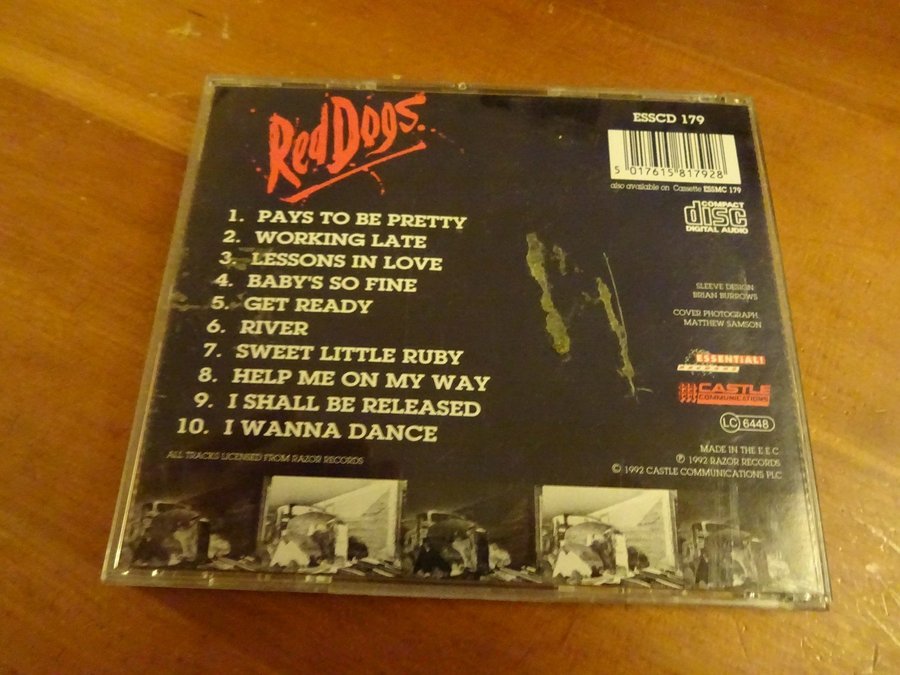 Red Dogs
ESSCD 179
5 017615 817928
also available on Cassette ESSMC 179
COMPACT
disc
DIGITAL AUDIO
1. PAYS TO BE PRETTY
2. WORKING LATE
3. LESSONS IN LOVE
4. BABY'S SO FINE
5. GET READY
6. RIVER
7. SWEET LITTLE RUBY
8. HELP ME ON MY WAY
9. I SHALL BE RELEASED
10. I WANNA DANCE
ALL TRACKS LICENSED FROM RAZOR RECORDS
SLEEVE DESIGN
BRIAN BURROWS
COVER PHOTOGRAPH
MATTHEW SAMSON
ESSENTIAL!
RECORDS
CASTLE
COMMUNICATIONS
LC 6448
MADE IN THE E.E.C
℗ 1992 RAZOR RECORDS
© 1992 CASTLE COMMUNICATIONS PLC